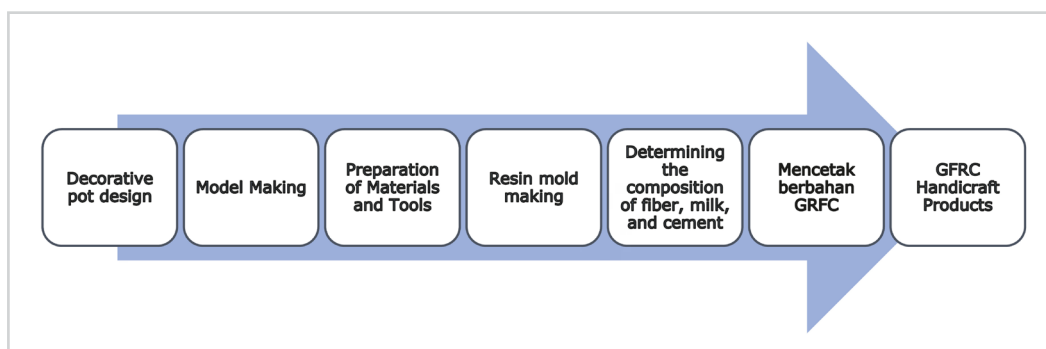 Decorative
pot design
Model Making
Preparation
of Materials
and Tools
Resin mold
making
Determining
the
composition
of fiber, milk,
and cement
Mencetak
berbahan
GRFC
GFRC
Handicraft
Products